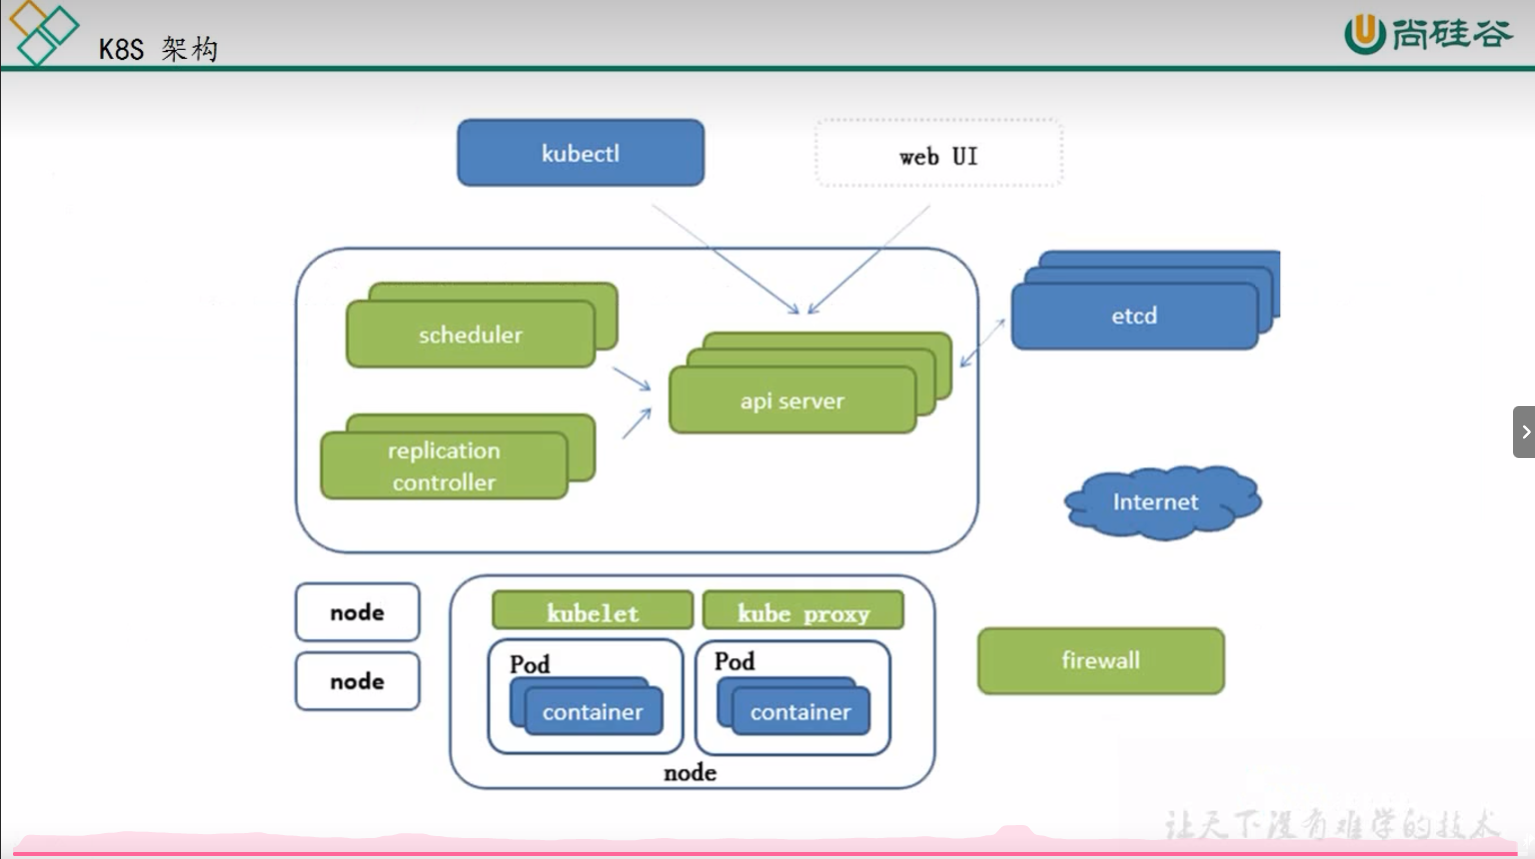 K8S 架构
尚硅谷
kubectl
web UI
scheduler
etcd
api server
replication
controller
Internet
node
node
kubelet
kube proxy
Pod
container
Pod
container
node
firewall
让天下没有难学的技术